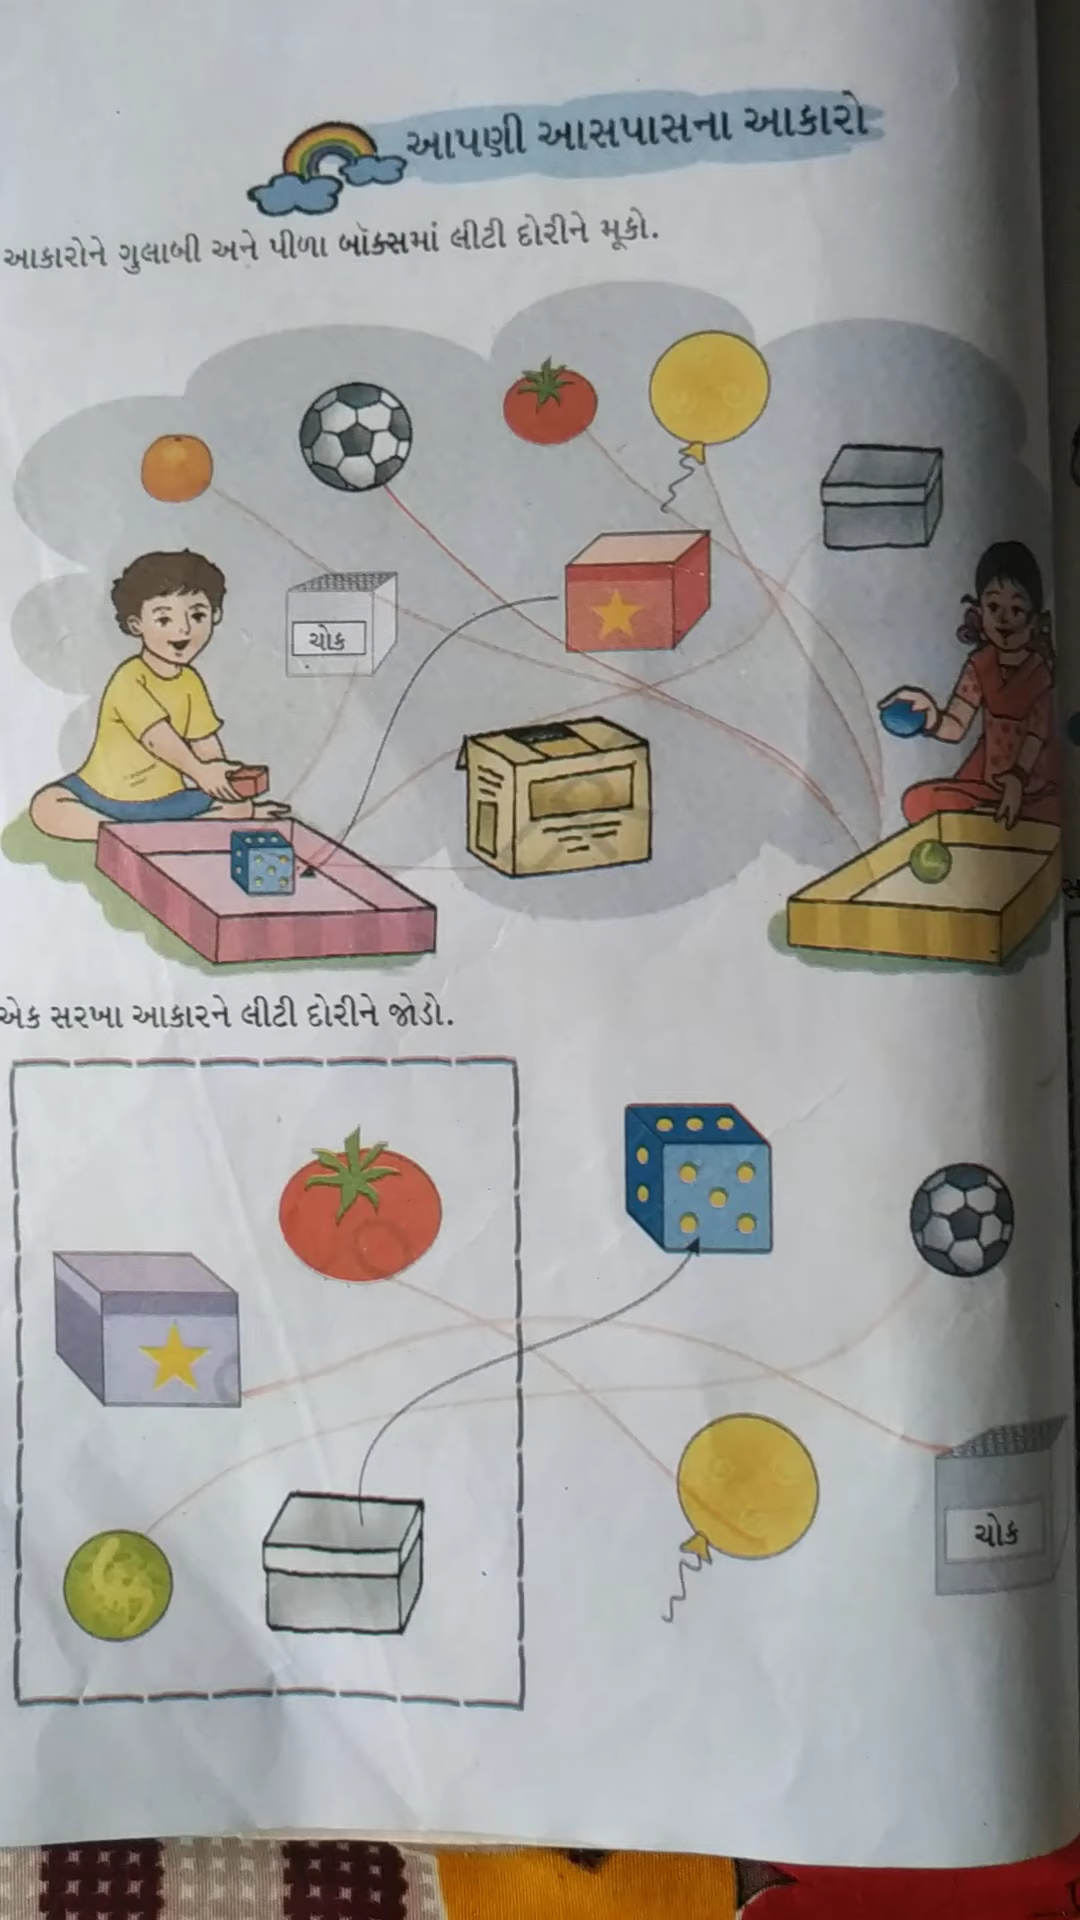 આપણી આસપાસના આકારો
આકારોને ગુલાબી અને પીળા બૉક્સમાં લીટી દોરીને મૂકો.
ચોક
એક સરખા આકારને લીટી દોરીને જોડો.
ચોક